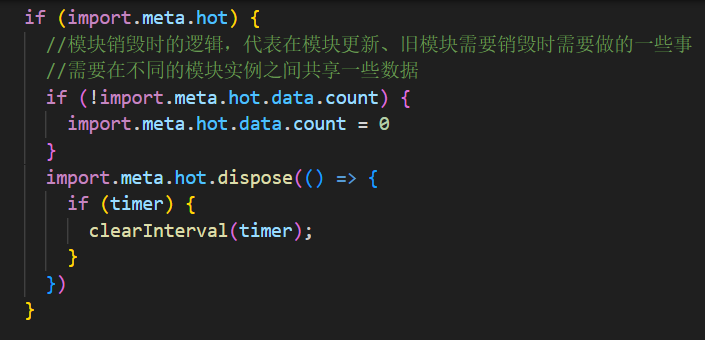 if (import.meta.hot) {
  //模块销毁时的逻辑，代表在模块更新、旧模块需要销毁时需要做的一些事
  //需要在不同的模块实例之间共享一些数据
  if (!import.meta.hot.data.count) {
    import.meta.hot.data.count = 0
  }
  import.meta.hot.dispose(() => {
    if (timer) {
      clearInterval(timer);
    }
  })
}